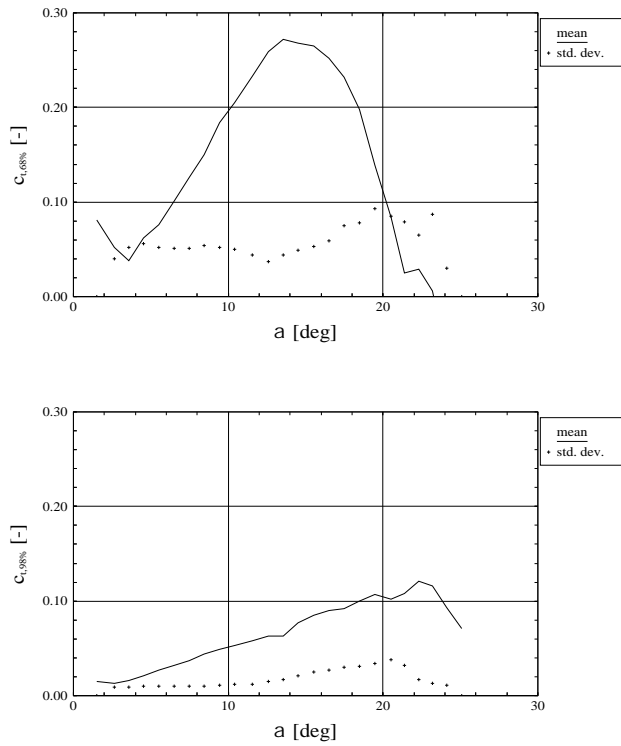 0.30
0.20
0.10
0.00
0
10
20
30
c_t,68% [-]
a [deg]
mean
std. dev.
0.30
0.20
0.10
0.00
0
10
20
30
c_t,98% [-]
a [deg]
mean
std. dev.